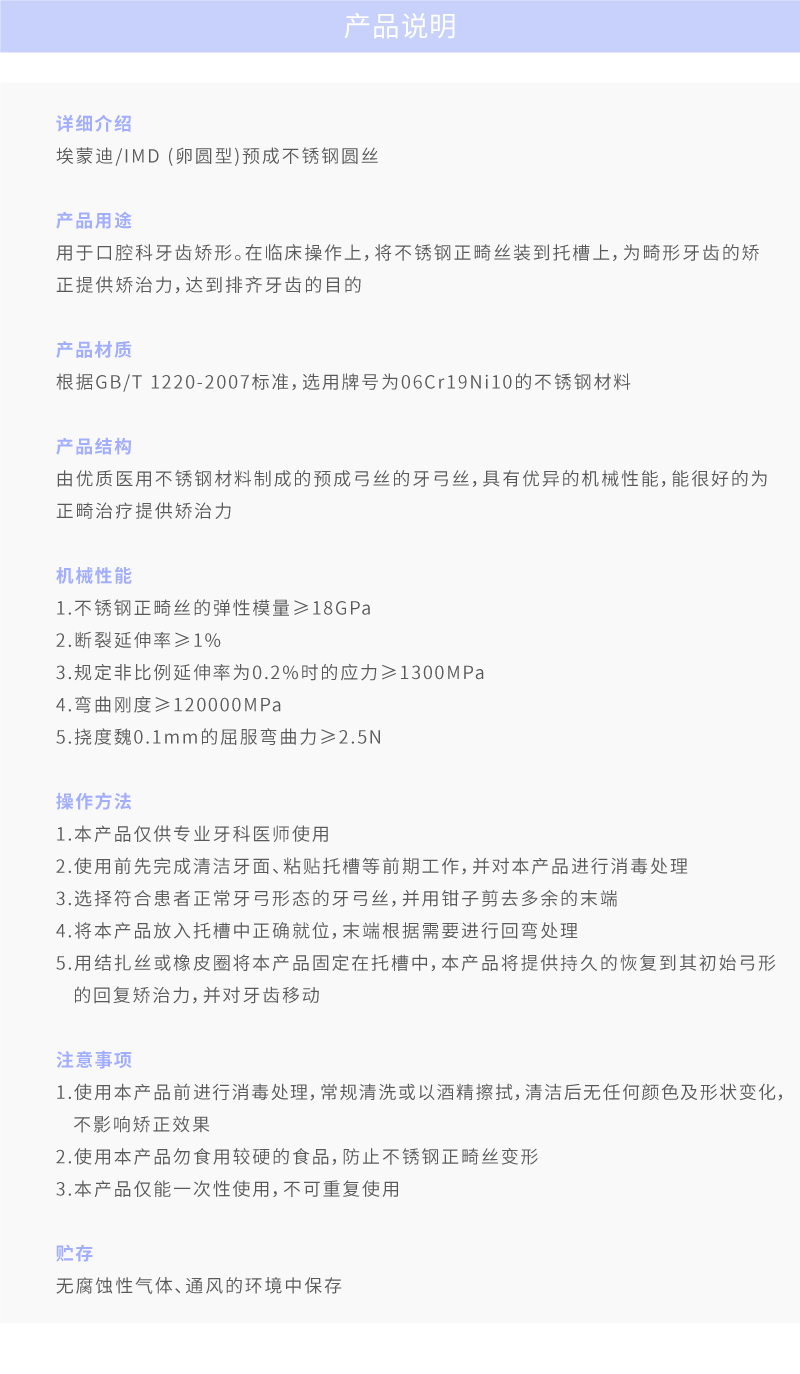 产品说明
详细介绍
埃蒙迪/IMD (卵圆型)预成不锈钢圆丝
产品用途
用于口腔科牙齿矫形。在临床操作上，将不锈钢正畸丝装到托槽上，为畸形牙齿的矫
正提供矫治力，达到排齐牙齿的目的
产品材质
根据GB/T 1220-2007标准，选用牌号为06Cr19Ni10的不锈钢材料
产品结构
由优质医用不锈钢材料制成的预成弓丝的牙弓丝，具有优异的机械性能，能很好的为
正畸治疗提供矫治力
机械性能
1.不锈钢正畸丝的弹性模量≥18GPa
2.断裂延伸率≥1%
3.规定非比例延伸率为0.2%时的应力≥1300MPa
4.弯曲刚度≥120000MPa
5.挠度魏0.1mm的屈服弯曲力≥2.5N
操作方法
1.本产品仅供专业牙科医师使用
2.使用前先完成清洁牙面、粘贴托槽等前期工作，并对本产品进行消毒处理
3.选择符合患者正常牙弓形态的牙弓丝，并用钳子剪去多余的末端
4.将本产品放入托槽中正确就位，末端根据需要进行回弯处理
5.用结扎丝或橡皮圈将本产品固定在托槽中，本产品将提供持久的恢复到其初始弓形
的回复矫治力，并对牙齿移动
注意事项
1.使用本产品前进行消毒处理，常规清洗或以酒精擦拭，清洁后无任何颜色及形状变化，
不影响矫正效果
2.使用本产品勿食用较硬的食品，防止不锈钢正畸丝变形
3.本产品仅能一次性使用，不可重复使用
贮存
无腐蚀性气体、通风的环境中保存